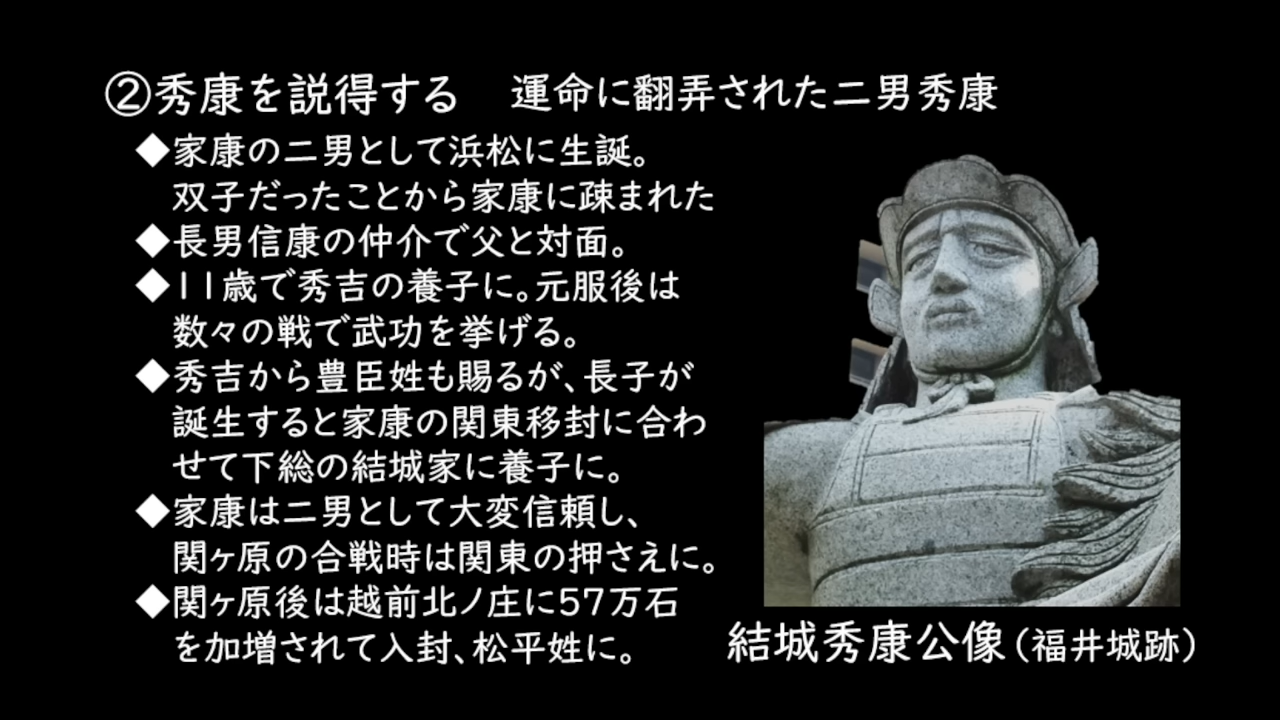 ②秀康を説得する　運命に翻弄された二男秀康
◆家康の二男として浜松に生誕。
双子だったことから家康に疎まれた
◆長男信康の仲介で父と対面。
◆11歳で秀吉の養子に。元服後は
数々の戦で武功を挙げる。
◆秀吉から豊臣姓も賜るが、長子が
誕生すると家康の関東移封に合わ
せて下総の結城家に養子に。
◆家康は二男として大変信頼し、
関ヶ原の合戦時は関東の押さえに。
◆関ヶ原後は越前北ノ庄に57万石
を加増されて入封、松平姓に。
結城秀康公像（福井城跡）